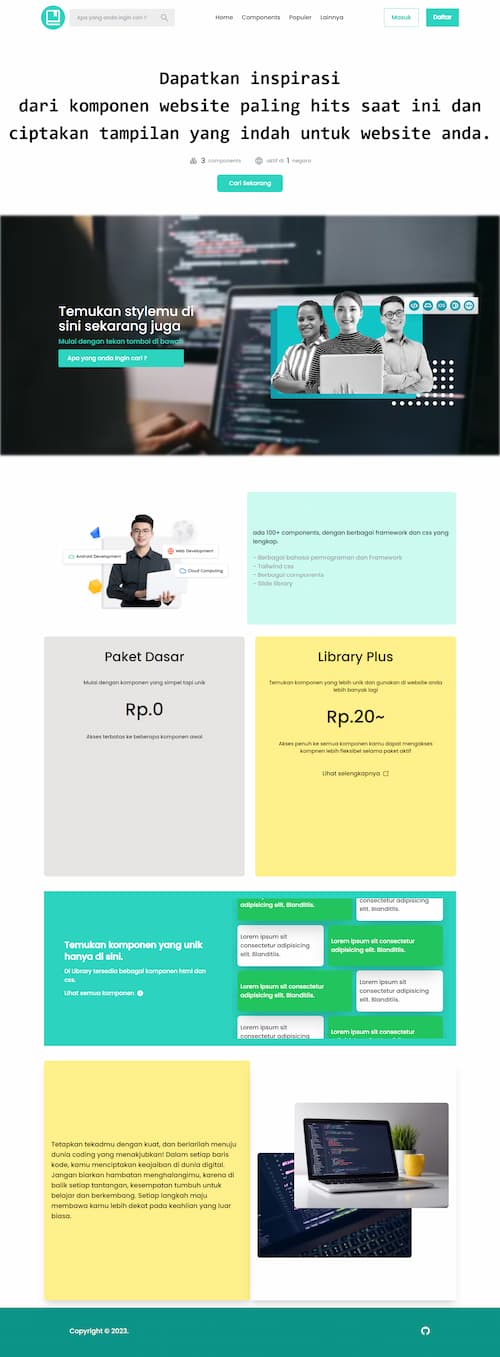 Apa yang anda ingin cari ?
Home Components Populer Lainnya
Masuk
Daftar
Dapatkan inspirasi
dari komponen website paling hits saat ini dan
ciptakan tampilan yang indah untuk website anda.
3 components
aktif di 1 negara
Cari Sekarang
Temukan stylemu di
sini sekarang juga
Mulai dengan tekan tombol di bawah
Apa yang anda ingin cari ?
Android Development
Web Development
Cloud Computing
ada 100+ components, dengan berbagai framework dan css yang
lengkap.
- Berbagai bahasa pemrograman dan Framework
- Tailwind css
- Berbagai components
- Slide library
Paket Dasar
Mulai dengan komponen yang simpel tapi unik
Rp.0
Akses terbatas ke beberapa komponen awal
Library Plus
Temukan komponen yang lebih unik dan gunakan di website anda
lebih banyak lagi
Rp.20~
Akses penuh ke semua komponen kamu dapat mengakses
kompnen lebih fleksibel selama paket aktif
Lihat selengkapnya
Temukan komponen yang unik
hanya di sini.
Di Library tersedia bebagai komponen html dan
css.
Lihat semua komponen
adipisicing elit. Blanditiis.
consectetur adipisicing
elit. Blanditiis.
Lorem ipsum sit
consectetur adipisicing
elit. Blanditiis.
Lorem ipsum sit consectetur
adipisicing elit. Blanditiis.
Lorem ipsum sit consectetur
adipisicing elit. Blanditiis.
Lorem ipsum sit
consectetur adipisicing
elit. Blanditiis.
Lorem ipsum sit
consectetur adipisicing
Lorem ipsum sit consectetur
Tetapkan tekadmu dengan kuat, dan berlarilah menuju
dunia coding yang menakjubkan! Dalam setiap baris
kode, kamu menciptakan keajaiban di dunia digital.
Jangan biarkan hambatan menghalangimu, karena di
balik setiap tantangan, kesempatan tumbuh untuk
belajar dan berkembang. Setiap langkah maju
membawa kamu lebih dekat pada keahlian yang luar
biasa.
Copyright © 2023.